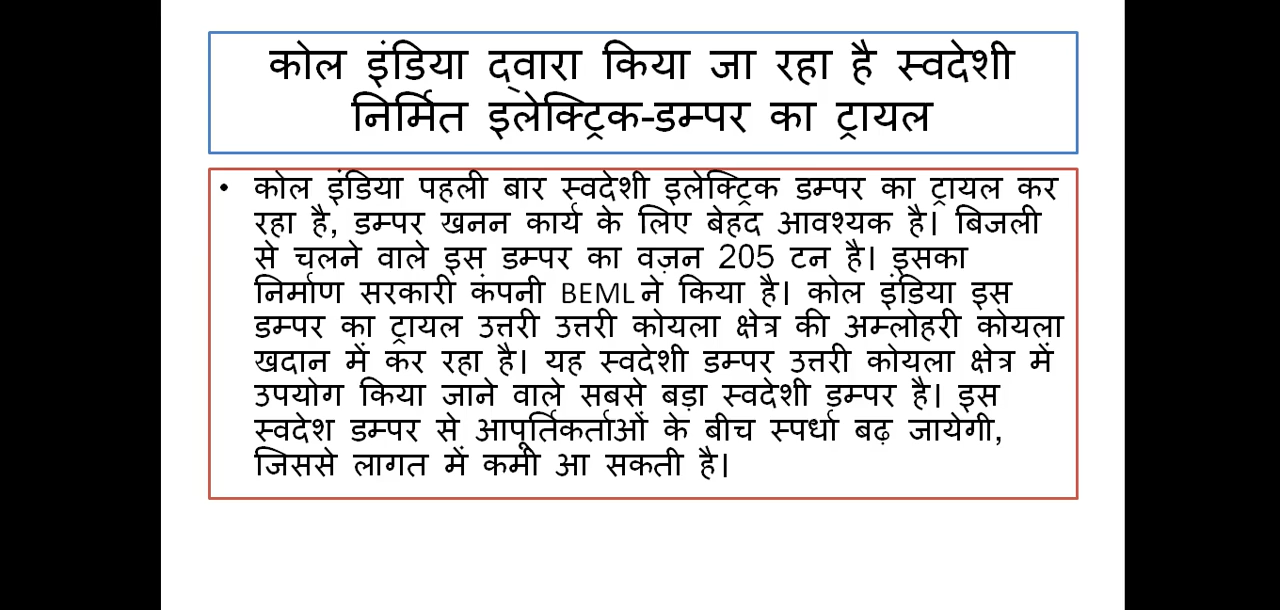 कोल इंडिया द्वारा किया जा रहा है स्वदेशी
निर्मित इलेक्ट्रिक-डम्पर का ट्रायल
• कोल इंडिया पहली बार स्वदेशी इलेक्ट्रिक डम्पर का ट्रायल कर
रहा है, डम्पर खनन कार्य के लिए बेहद आवश्यक है। बिजली
से चलने वाले इस डम्पर का वज़न 205 टन है। इसका
निर्माण सरकारी कंपनी BEML ने किया है। कोल इंडिया इस
डम्पर का ट्रायल उत्तरी उत्तरी कोयला क्षेत्र की अम्लोहरी कोयला
खदान में कर रहा है। यह स्वदेशी डम्पर उत्तरी कोयला क्षेत्र में
उपयोग किया जाने वाले सबसे बड़ा स्वदेशी डम्पर है। इस
स्वदेश डम्पर से आपूर्तिकर्ताओं के बीच स्पर्धा बढ़ जायेगी,
जिससे लागत में कमी आ सकती है।